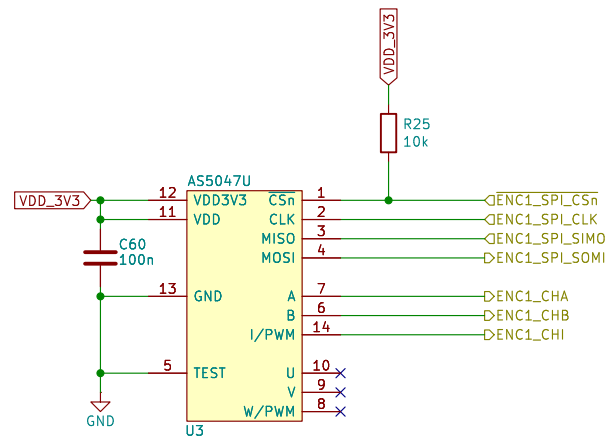 VDD_3V3
R25
10k
AS5047U
VDD_3V3
12
VDD3V3
CSn
1
ENC1_SPI_CSn
11
VDD
CLK
2
ENC1_SPI_CLK
MISO
3
ENC1_SPI_SIMO
C60
100n
MOSI
4
ENC1_SPI_SOMI
13
GND
A
7
ENC1_CHA
B
6
ENC1_CHB
I/PWM
14
ENC1_CHI
5
TEST
U
10
V
9
W/PWM
8
GND
U3